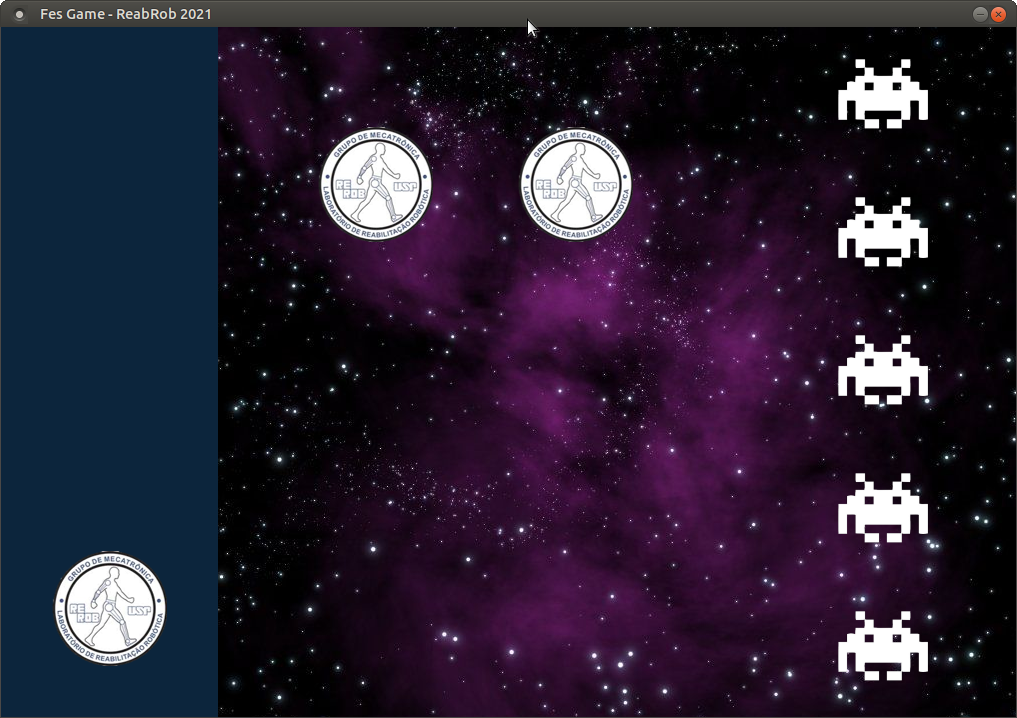 Fes Game - ReabRob 2021
GRUPO DE MECATRÔNICA
RE
ROB
USP
LABORATÓRIO DE REABILITAÇÃO ROBÓTICA
GRUPO DE MECATRÔNICA
RE
ROB
USP
LABORATÓRIO DE REABILITAÇÃO ROBÓTICA
GRUPO DE MECATRÔNICA
RE
ROB
USP
LABORATÓRIO DE REABILITAÇÃO ROBÓTICA